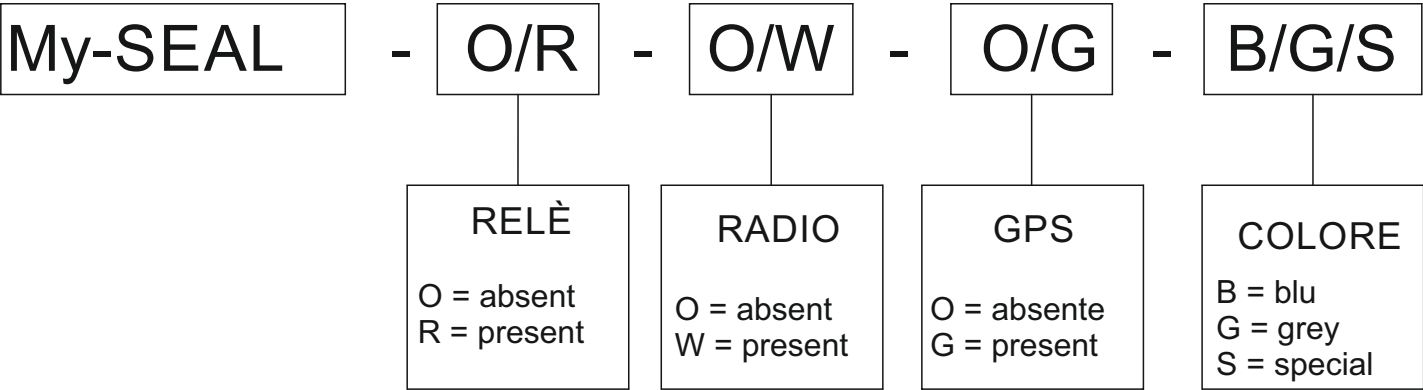 My-SEAL - O/R - O/W - O/G - B/G/S
RELÈ
O = absent
R = present
RADIO
O = absent
W = present
GPS
O = absente
G = present
COLORE
B = blu
G = grey
S = special